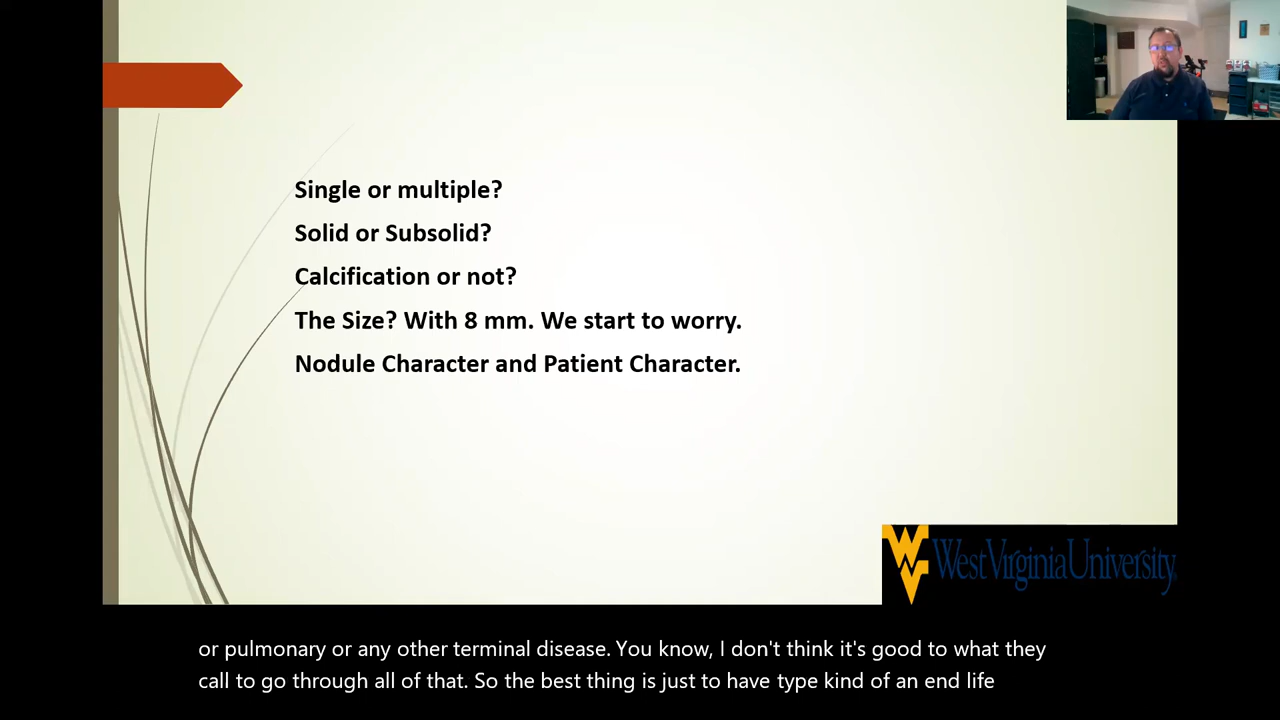 Single or multiple?
Solid or Subsolid?
Calcification or not?
The Size? With 8 mm. We start to worry.
Nodule Character and Patient Character.
WestVirginiaUniversity
or pulmonary or any other terminal disease. You know, I don't think it's good to what they
call to go through all of that. So the best thing is just to have type kind of an end life